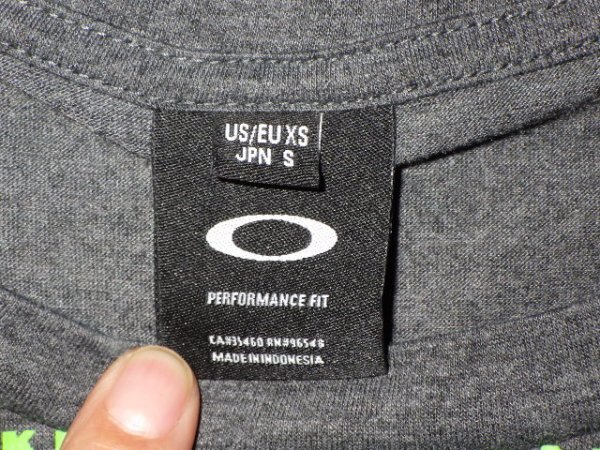 US/EU XS
JPN S
PERFORMANCE FIT
CA#35460 RN#96548
MADE IN INDONESIA